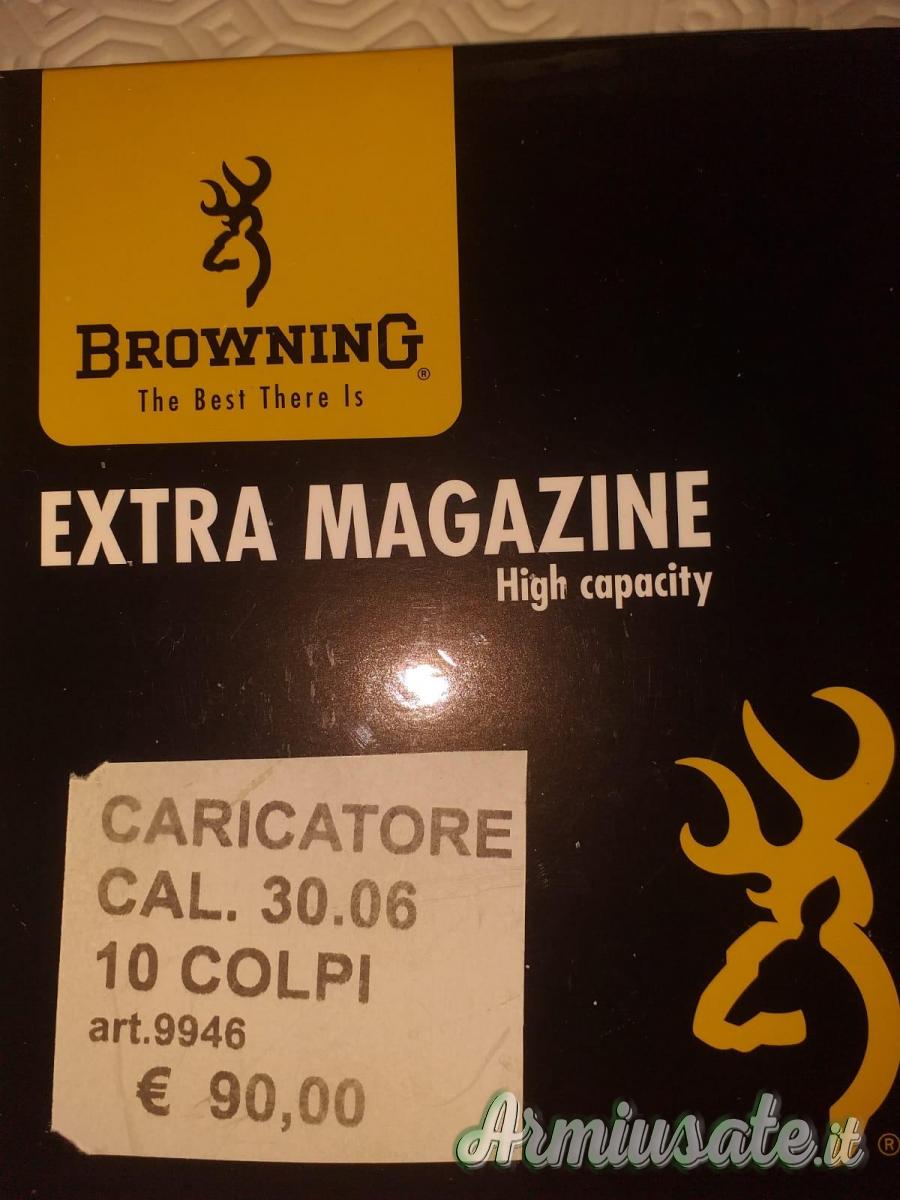 BROWNING®
The Best There Is
EXTRA MAGAZINE
High capacity
CARICATORE
CAL. 30.06
10 COLPI
art.9946
€ 90,00
Armiusate.it
®